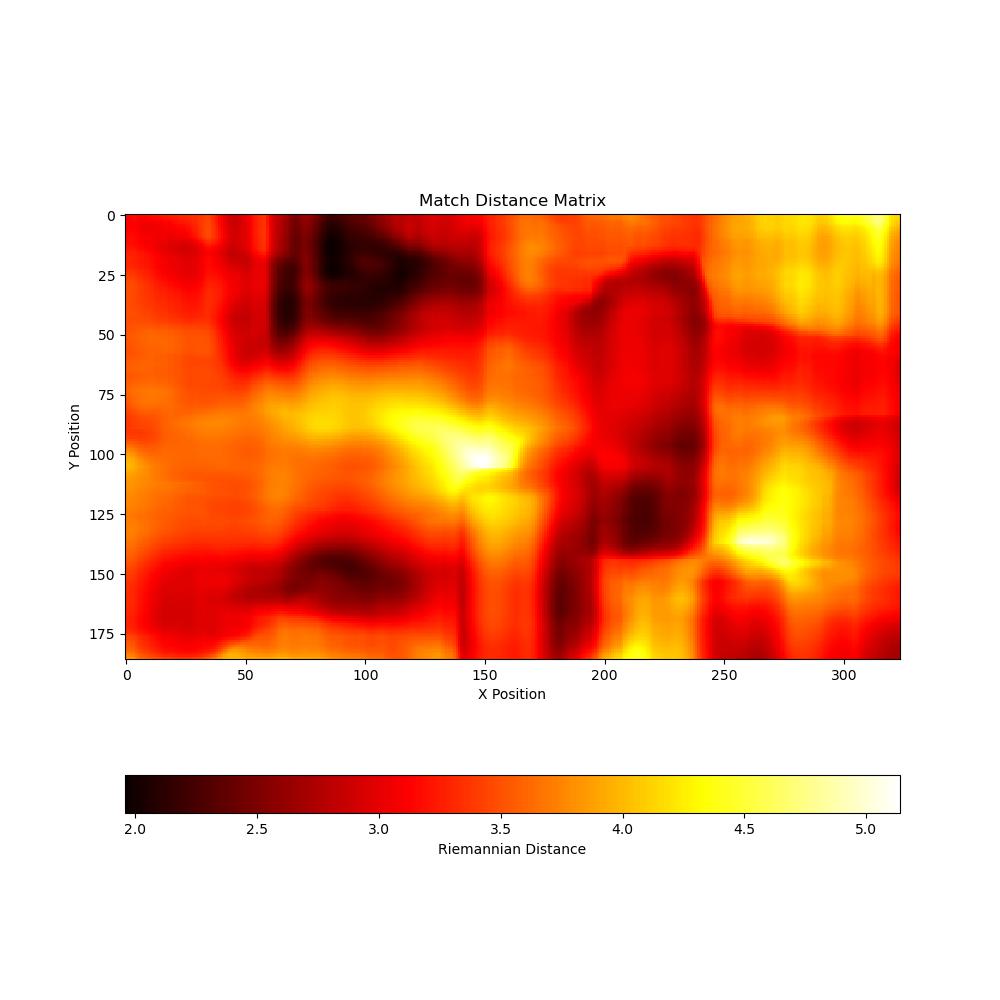 Match Distance Matrix
0
25
50
75
100
125
150
175
Y Position
0 50 100 150 200 250 300
X Position
2.0 2.5 3.0 3.5 4.0 4.5 5.0
Riemannian Distance